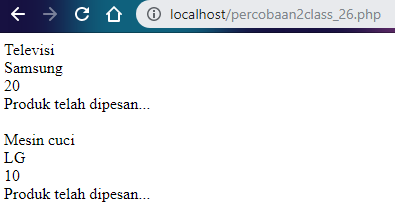 localhost/percobaan2class_26.php
Televisi
Samsung
20
Produk telah dipesan...
Mesin cuci
LG
10
Produk telah dipesan...